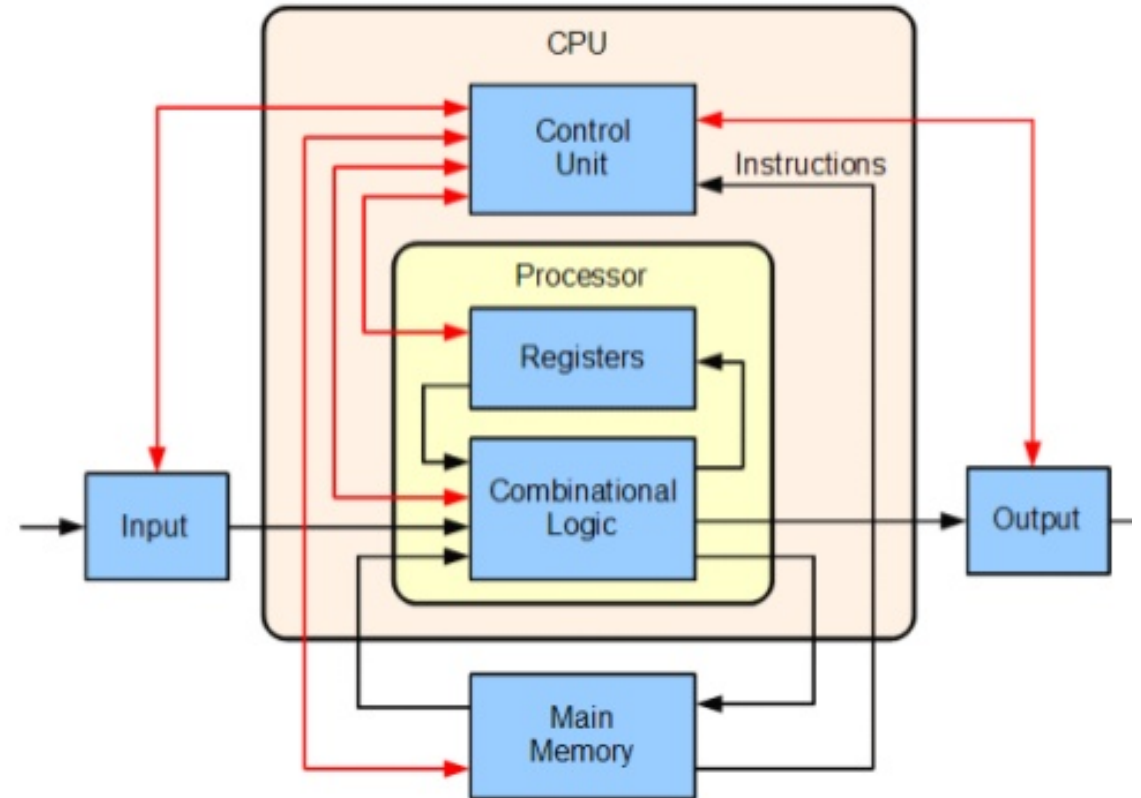 CPU
Control
Unit
Instructions
Processor
Registers
Combinational
Logic
Input
Output
Main
Memory